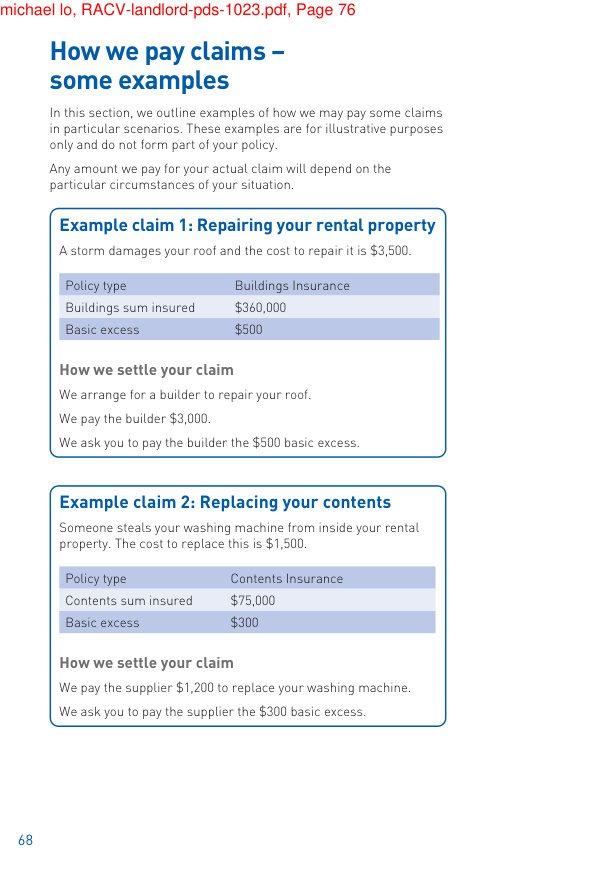 michael lo, RACV-landlord-pds-1023.pdf, Page 76
How we pay claims –
some examples
In this section, we outline examples of how we may pay some claims
in particular scenarios. These examples are for illustrative purposes
only and do not form part of your policy.
Any amount we pay for your actual claim will depend on the
particular circumstances of your situation.
Example claim 1: Repairing your rental property
A storm damages your roof and the cost to repair it is $3,500.
Policy type Buildings Insurance
Buildings sum insured $360,000
Basic excess $500
How we settle your claim
We arrange for a builder to repair your roof.
We pay the builder $3,000.
We ask you to pay the builder the $500 basic excess.
Example claim 2: Replacing your contents
Someone steals your washing machine from inside your rental
property. The cost to replace this is $1,500.
Policy type Contents Insurance
Contents sum insured $75,000
Basic excess $300
How we settle your claim
We pay the supplier $1,200 to replace your washing machine.
We ask you to pay the supplier the $300 basic excess.
68